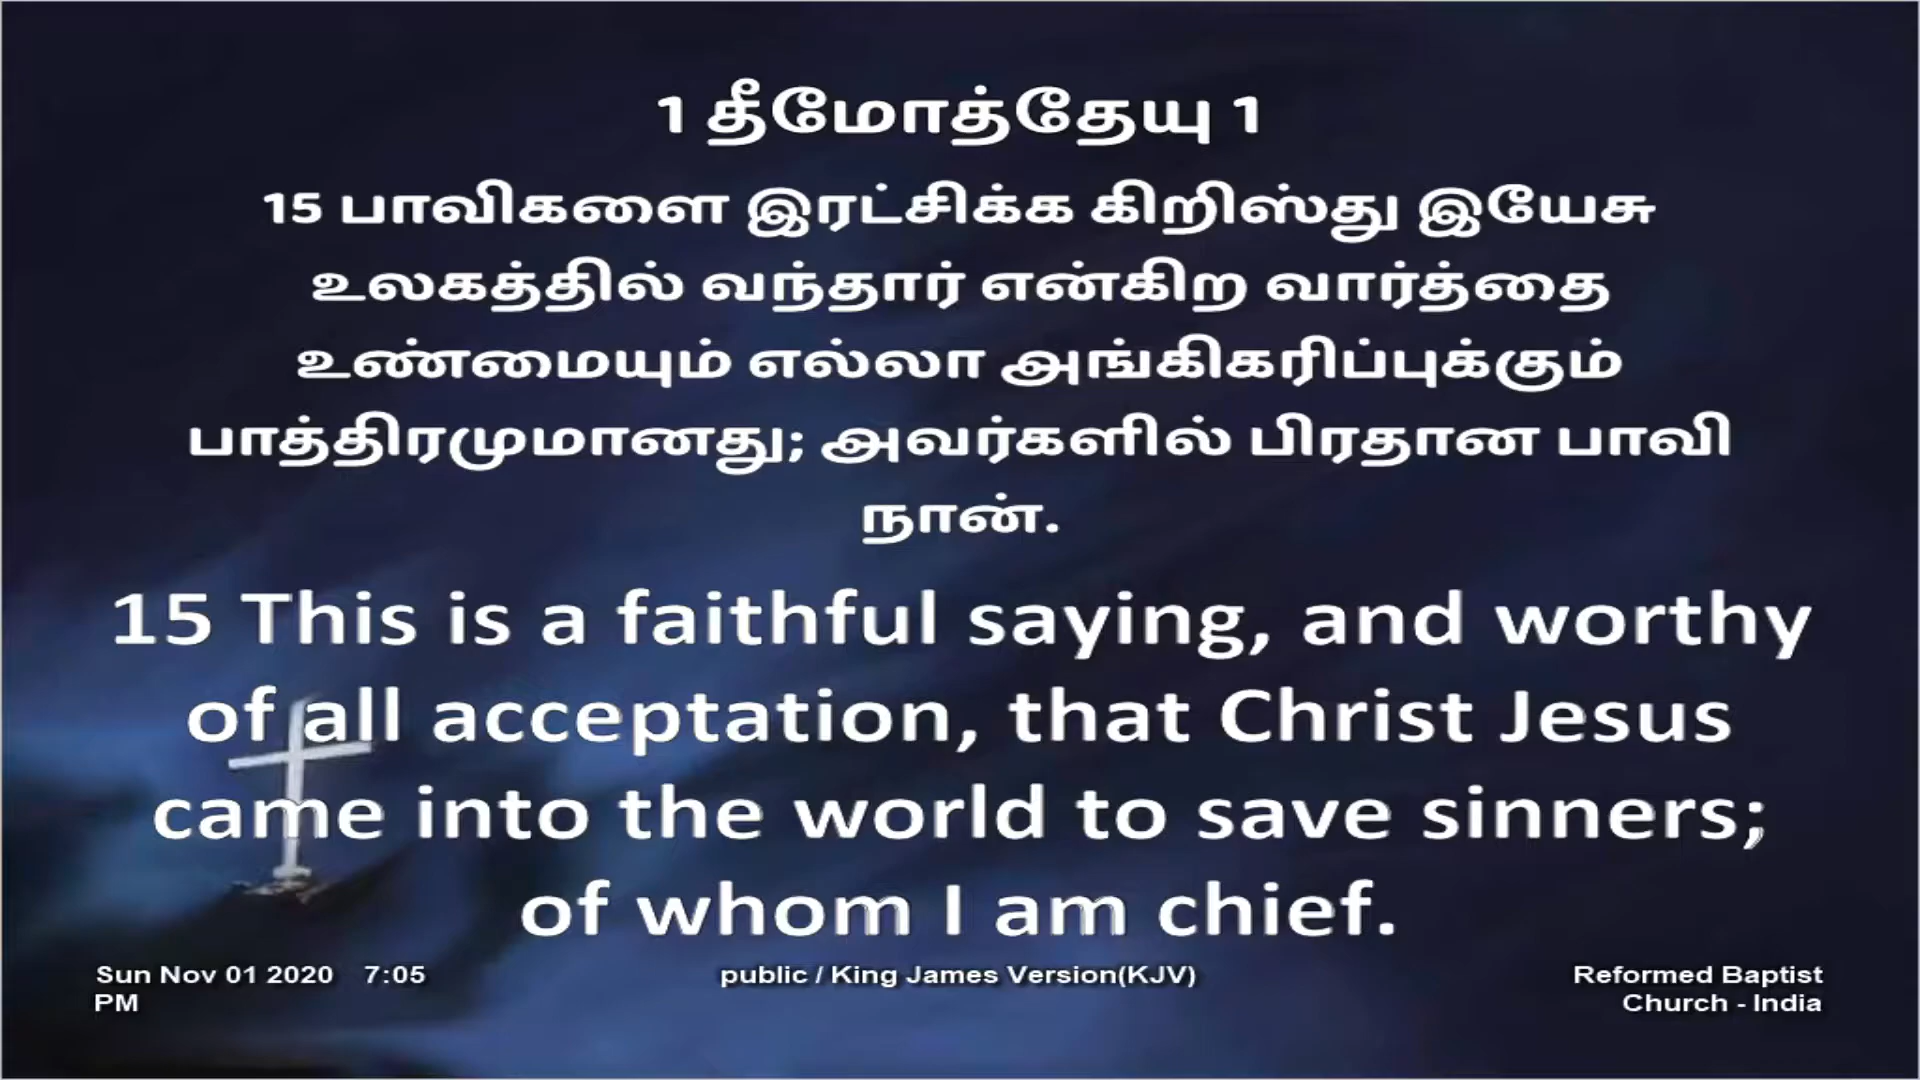 1 தீமோத்தேயு 1
15 பாவிகளை இரட்சிக்க கிறிஸ்து இயேசு
உலகத்தில் வந்தார் என்கிற வார்த்தை
உண்மையும் எல்லா அங்கிகரிப்புக்கும்
பாத்திரமுமானது; அவர்களில் பிரதான பாவி
நான்.
15 This is a faithful saying, and worthy
of all acceptation, that Christ Jesus
came into the world to save sinners;
of whom I am chief.
Sun Nov 01 2020 7:05
PM
public / King James Version(KJV)
Reformed Baptist
Church - India